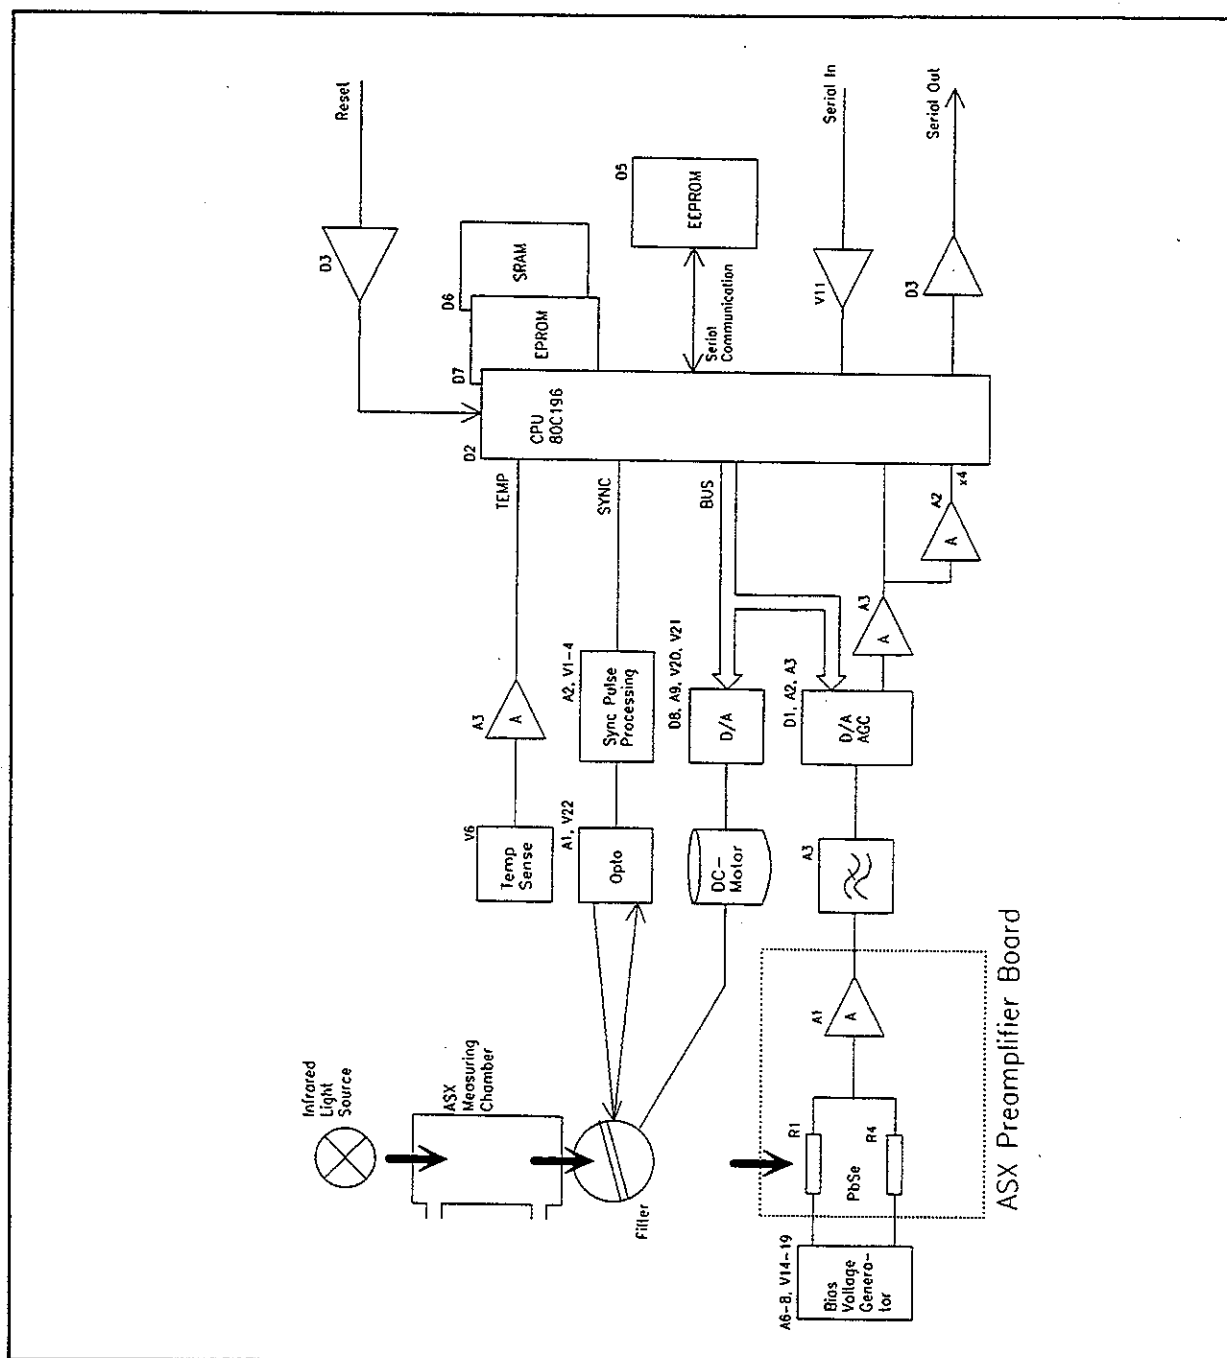 Infrared
Light
Source
ASX
Measuring
Chamber
Filter
A6-8, V14-19
Bias
Voltage
Genera-
tor
R1
PbSe
R4
A1
A
ASX Preamplifier Board
V6
Temp
Sense
A3
A
TEMP
A1, V22
Opto
A2, V1-4
Sync Pulse
Processing
SYNC
DC-
Motor
D8, A9, V20, V21
D/A
BUS
A3
D1, A2, A3
D/A
AGC
A3
A
A2
A
x4
D2
CPU
80C196
D7
EPROM
D6
SRAM
D3
Reset
D5
EEPROM
Serial
Communication
V11
Serial In
D3
Serial Out